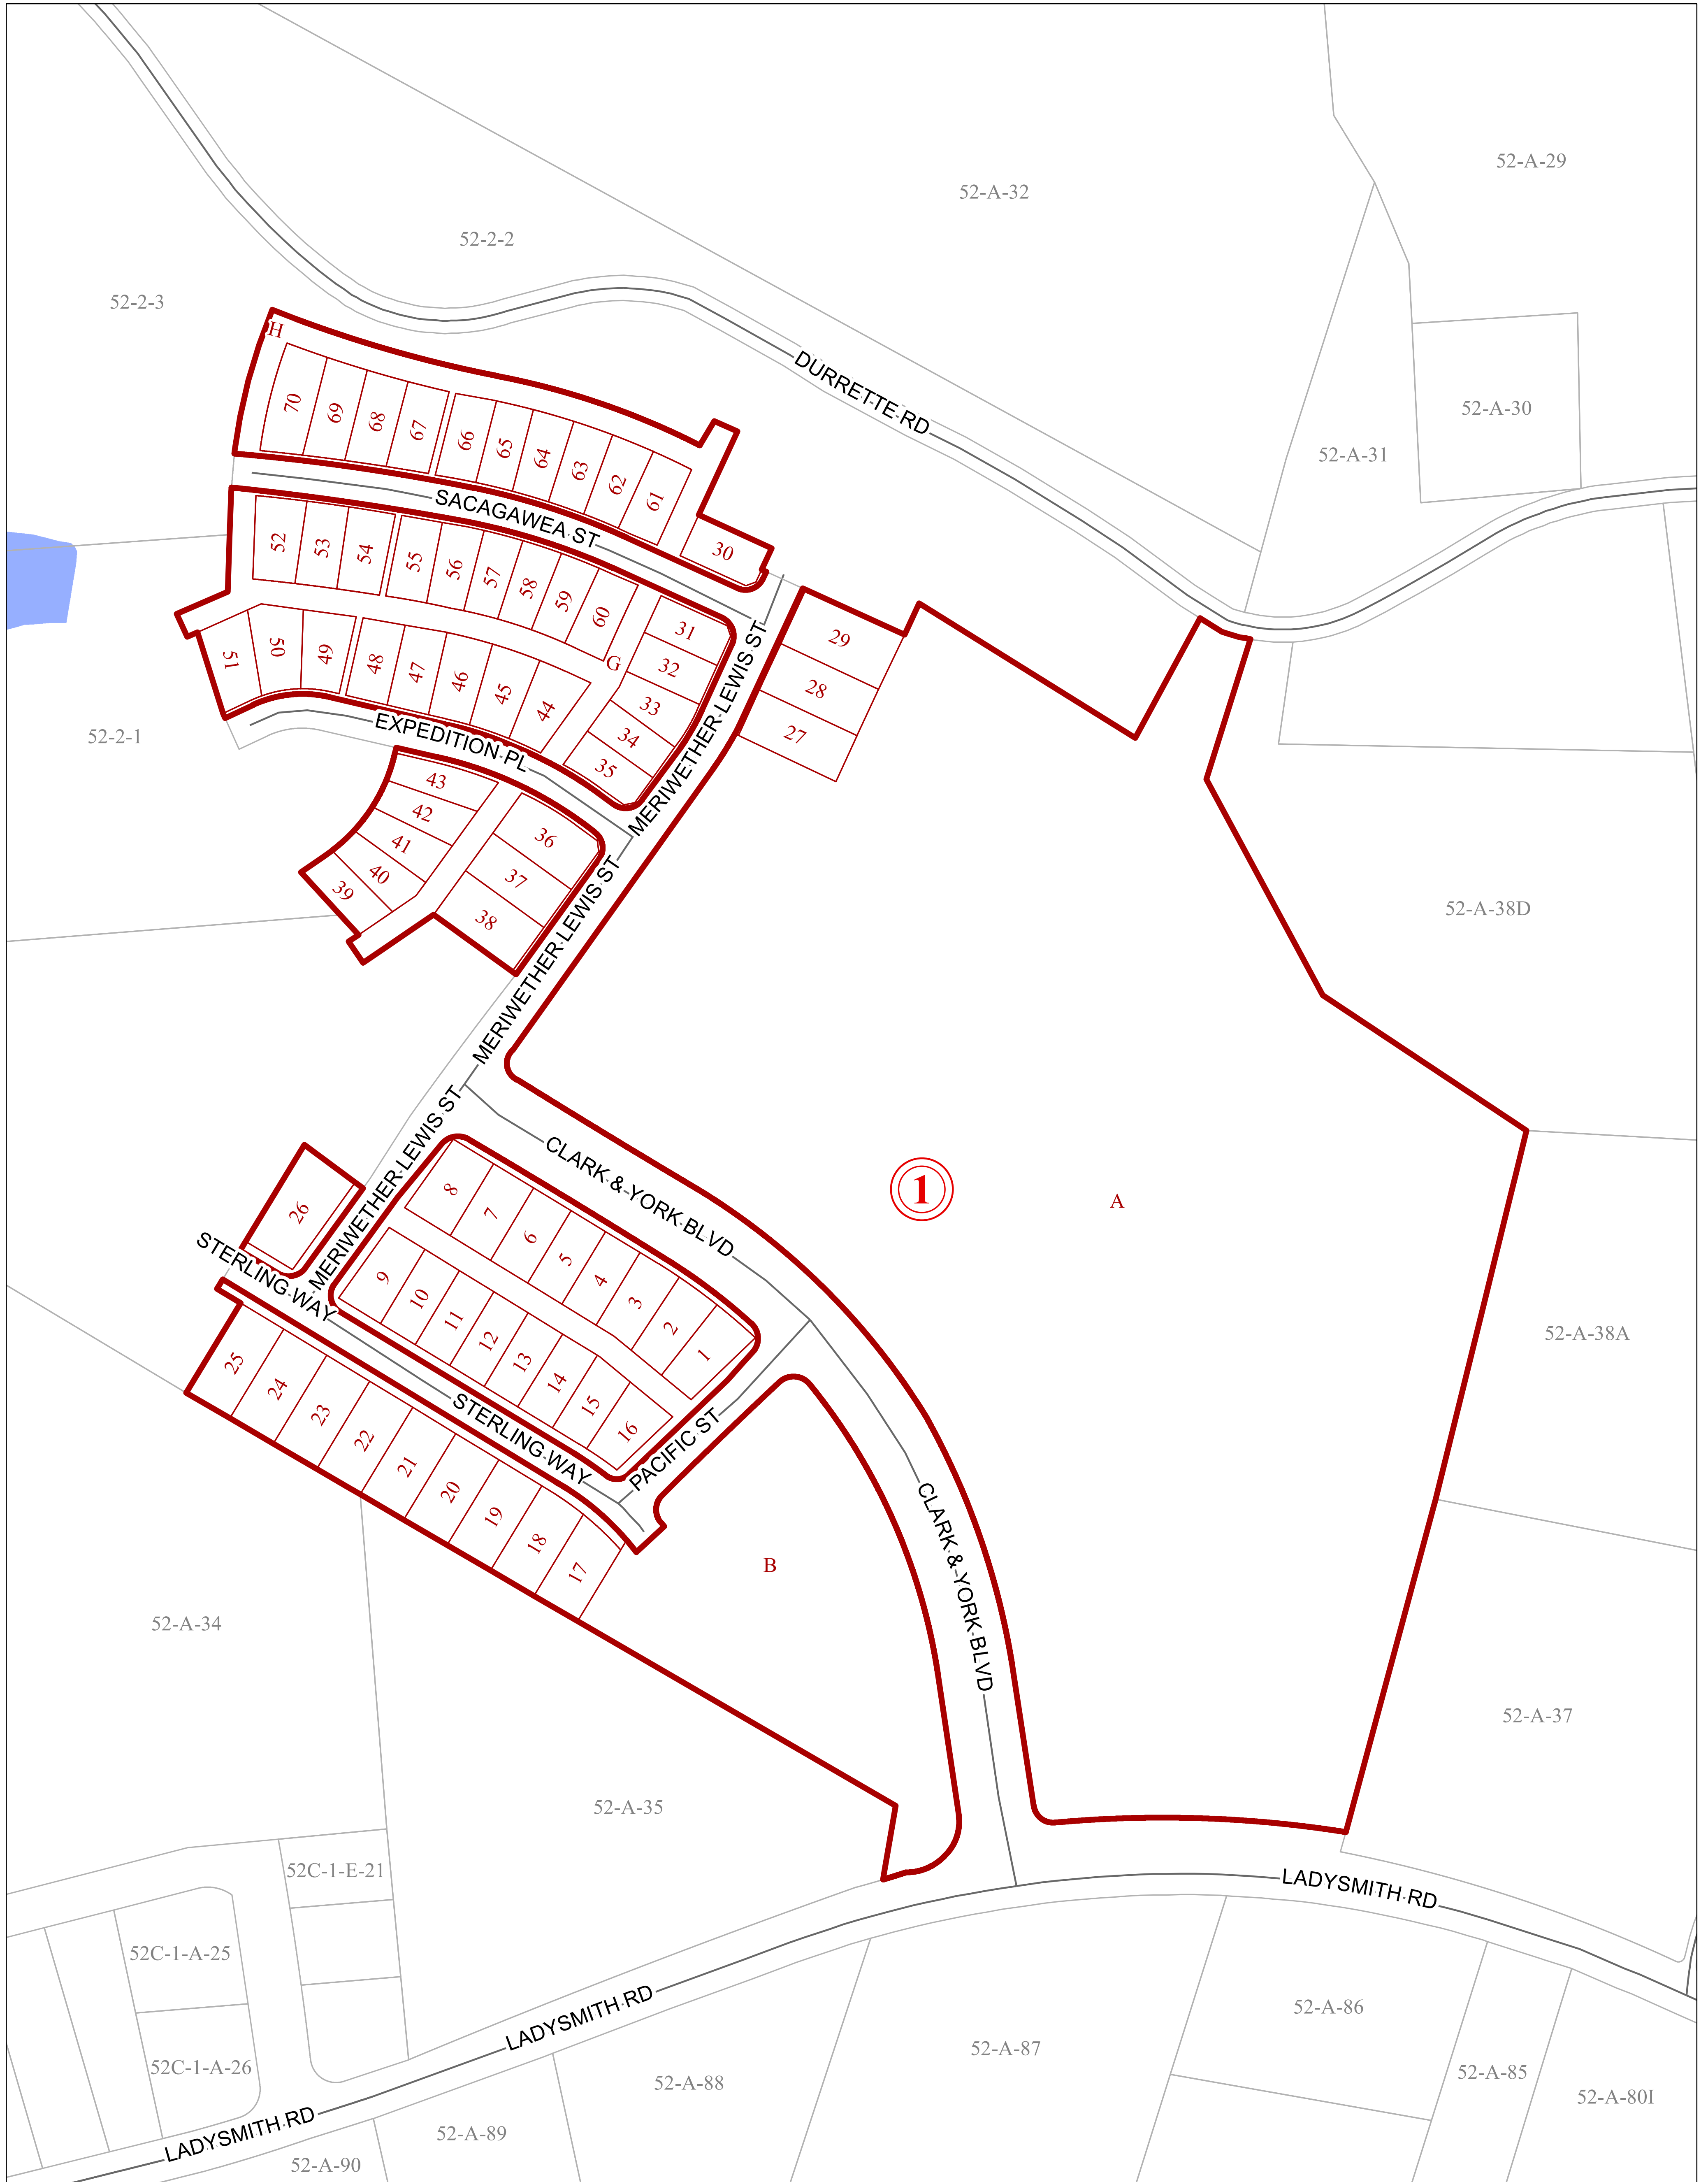 52-A-29
52-A-32
52-2-2
52-2-3
H
DURRETTE RD
52-A-30
52-A-31
70
69
68
67
66
65
64
63
62
61
SACAGAWEA ST
30
52
53
54
55
56
57
58
59
60
31
32
33
34
35
G
29
28
27
51
50
49
48
47
46
45
44
MERIWETHER LEWIS ST
EXPEDITION PL
52-2-1
43
42
41
40
39
36
37
38
MERIWETHER LEWIS ST
52-A-38D
MERIWETHER LEWIS ST
CLARK & YORK BLVD
1
A
26
STERLING WAY
8
7
6
5
4
3
2
1
9
10
11
12
13
14
15
16
52-A-38A
25
24
23
22
21
20
19
18
17
STERLING WAY
PACIFIC ST
CLARK & YORK BLVD
B
52-A-34
52-A-37
52-A-35
52C-1-E-21
LADYSMITH RD
52C-1-A-25
LADYSMITH RD
52-A-86
52-A-87
52C-1-A-26
52-A-88
52-A-85
52-A-80I
LADYSMITH RD
52-A-89
52-A-90